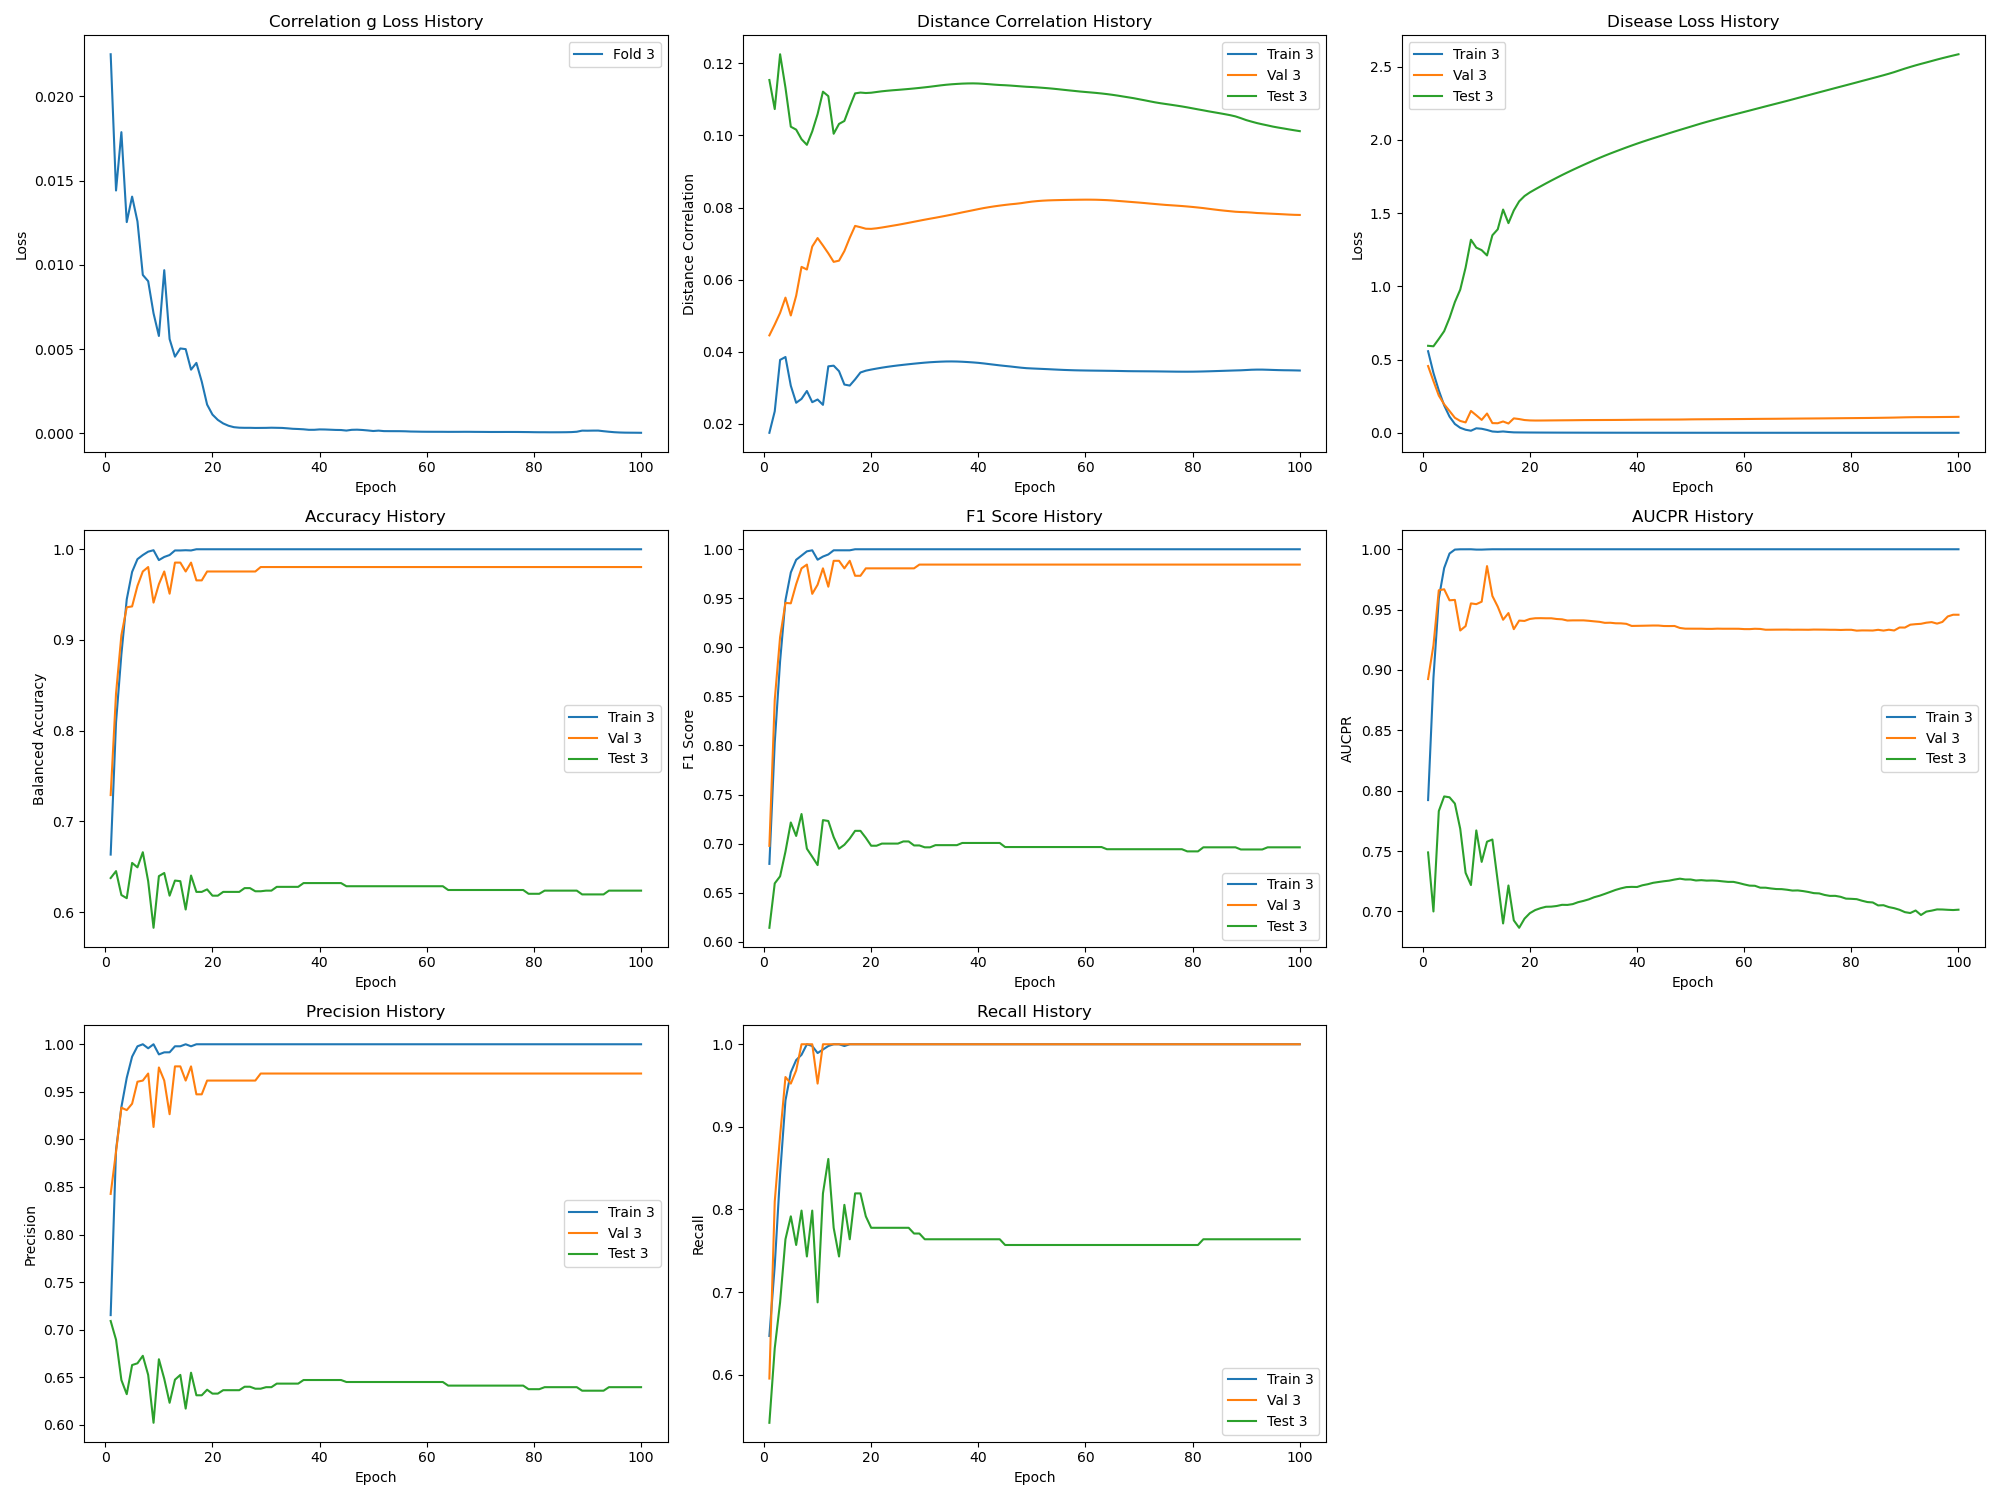 Correlation g Loss History
Loss
0.020
0.015
0.010
0.005
0.000
Fold 3
0 20 40 60 80 100
Epoch
Distance Correlation History
Distance Correlation
0.12
0.10
0.08
0.06
0.04
0.02
Train 3
Val 3
Test 3
0 20 40 60 80 100
Epoch
Disease Loss History
Loss
2.5
2.0
1.5
1.0
0.5
0.0
Train 3
Val 3
Test 3
0 20 40 60 80 100
Epoch
Accuracy History
Balanced Accuracy
1.0
0.9
0.8
0.7
0.6
Train 3
Val 3
Test 3
0 20 40 60 80 100
Epoch
F1 Score History
F1 Score
1.00
0.95
0.90
0.85
0.80
0.75
0.70
0.65
0.60
Train 3
Val 3
Test 3
0 20 40 60 80 100
Epoch
AUCPR History
AUCPR
1.00
0.95
0.90
0.85
0.80
0.75
0.70
Train 3
Val 3
Test 3
0 20 40 60 80 100
Epoch
Precision History
Precision
1.00
0.95
0.90
0.85
0.80
0.75
0.70
0.65
0.60
Train 3
Val 3
Test 3
0 20 40 60 80 100
Epoch
Recall History
Recall
1.0
0.9
0.8
0.7
0.6
Train 3
Val 3
Test 3
0 20 40 60 80 100
Epoch